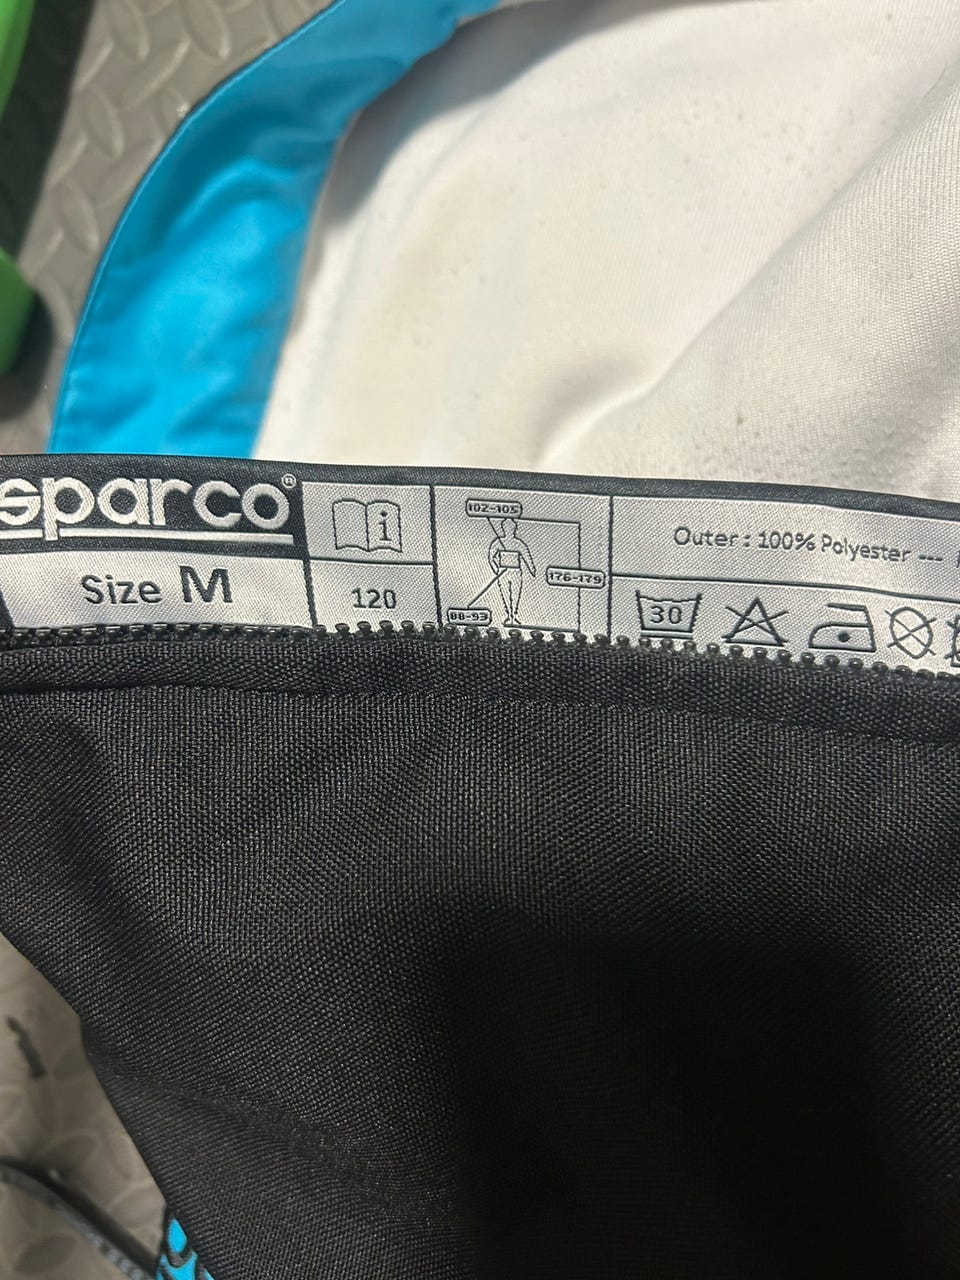 sparco®
Size M
i
120
102-105
176-179
88-93
Outer : 100% Polyester ---
30